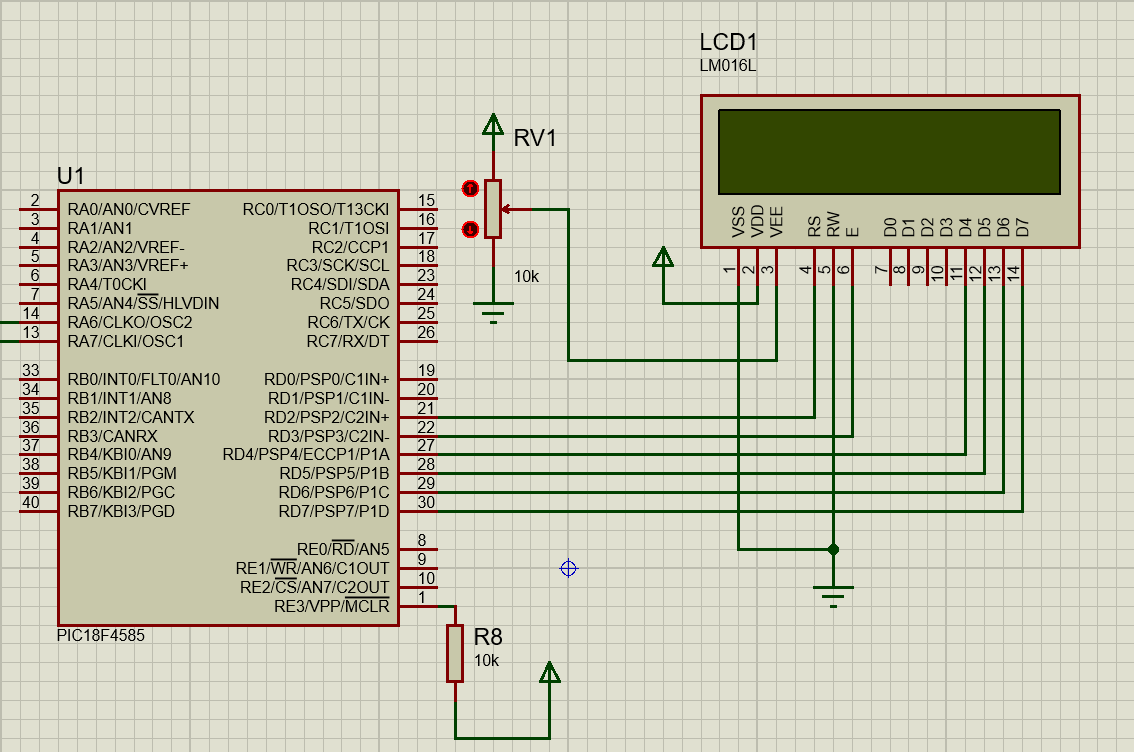 LCD1
LM016L
VSS
VDD
VEE
RS
RW
E
D0
D1
D2
D3
D4
D5
D6
D7
1
2
3
4
5
6
7
8
9
10
11
12
13
14
RV1
10k
U1
2 RA0/AN0/CVREF RC0/T1OSO/T13CKI 15
3 RA1/AN1 RC1/T1OSI 16
4 RA2/AN2/VREF- RC2/CCP1 17
5 RA3/AN3/VREF+ RC3/SCK/SCL 18
6 RA4/T0CKI RC4/SDI/SDA 23
7 RA5/AN4/SS/HLVDIN RC5/SDO 24
14 RA6/CLKO/OSC2 RC6/TX/CK 25
13 RA7/CLKI/OSC1 RC7/RX/DT 26
33 RB0/INT0/FLT0/AN10 RD0/PSP0/C1IN+ 19
34 RB1/INT1/AN8 RD1/PSP1/C1IN- 20
35 RB2/INT2/CANTX RD2/PSP2/C2IN+ 21
36 RB3/CANRX RD3/PSP3/C2IN- 22
37 RB4/KBI0/AN9 RD4/PSP4/ECCP1/P1A 27
38 RB5/KBI1/PGM RD5/PSP5/P1B 28
39 RB6/KBI2/PGC RD6/PSP6/P1C 29
40 RB7/KBI3/PGD RD7/PSP7/P1D 30
RE0/RD/AN5 8
RE1/WR/AN6/C1OUT 9
RE2/CS/AN7/C2OUT 10
RE3/VPP/MCLR 1
PIC18F4585
R8
10k